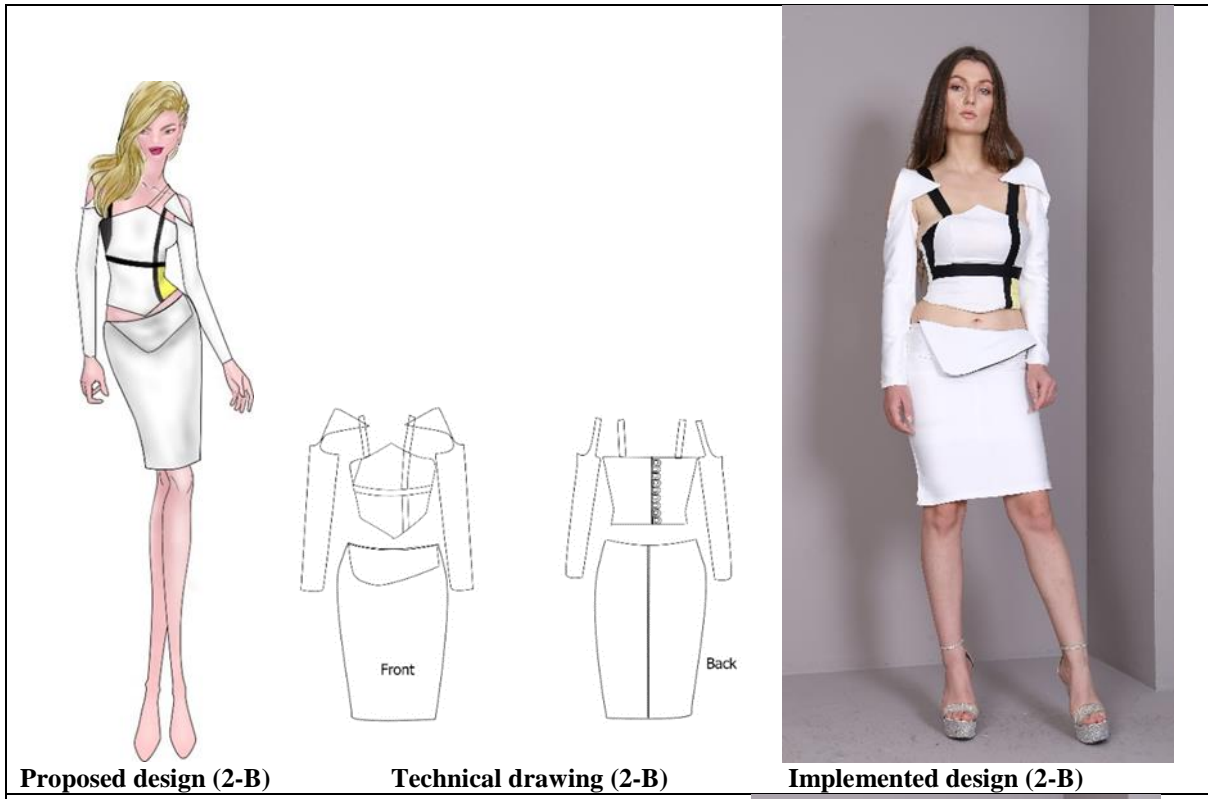 Front
Back
Proposed design (2-B)
Technical drawing (2-B)
Implemented design (2-B)